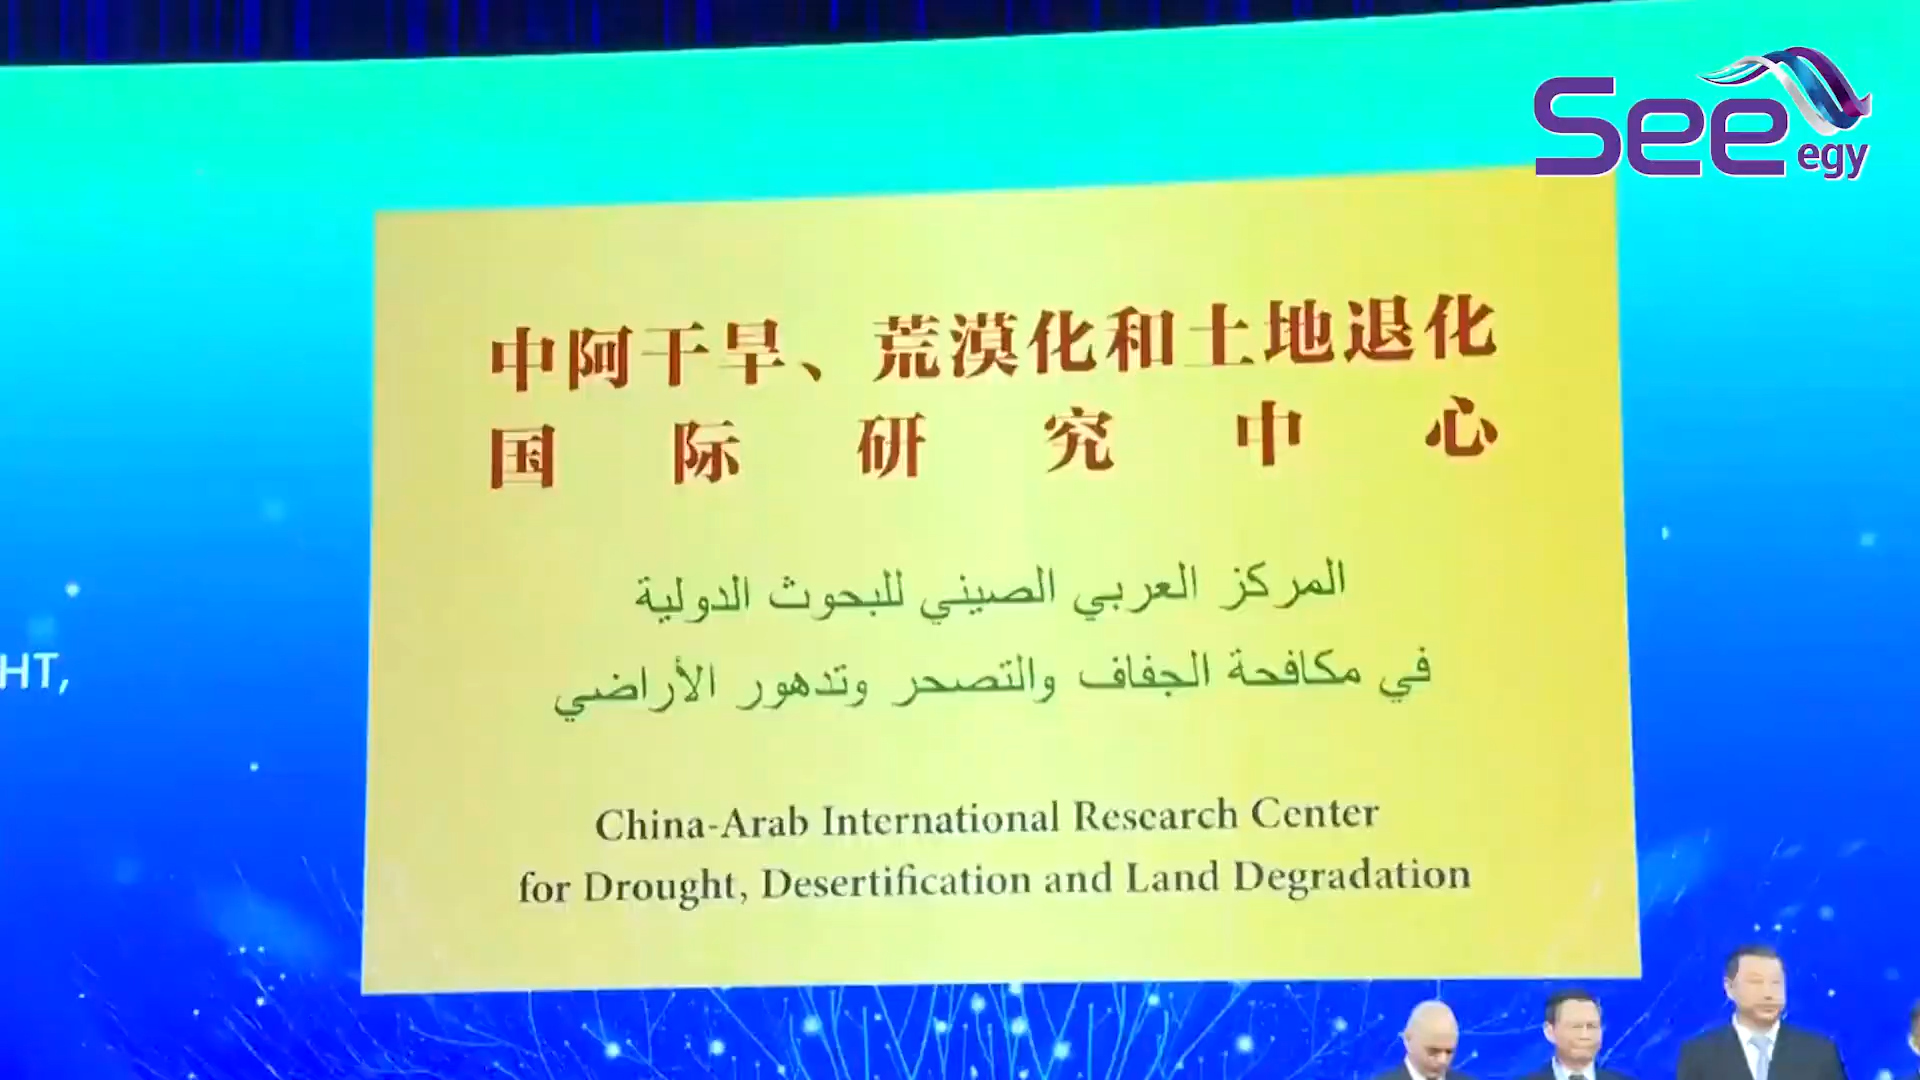 See
egy
中阿干旱、荒漠化和土地退化
国际研究中心
المركز العربي الصيني للبحوث الدولية
في مكافحة الجفاف والتصحر وتدهور الأراضي
HT,
China-Arab International Research Center
for Drought, Desertification and Land Degradation